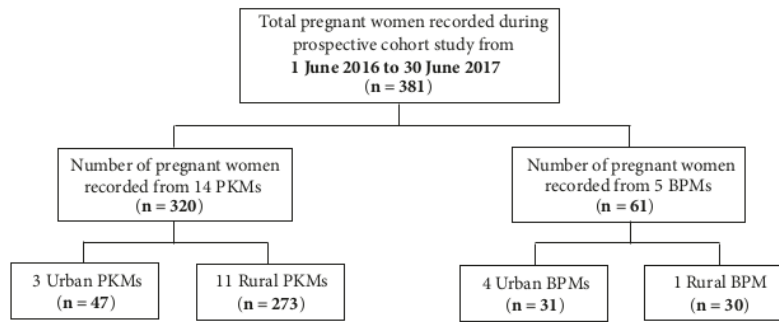 Total pregnant women recorded during
prospective cohort study from
1 June 2016 to 30 June 2017
(n = 381)
Number of pregnant women
recorded from 14 PKMs
(n = 320)
Number of pregnant women
recorded from 5 BPMs
(n = 61)
3 Urban PKMs
(n = 47)
11 Rural PKMs
(n = 273)
4 Urban BPMs
(n = 31)
1 Rural BPM
(n = 30)